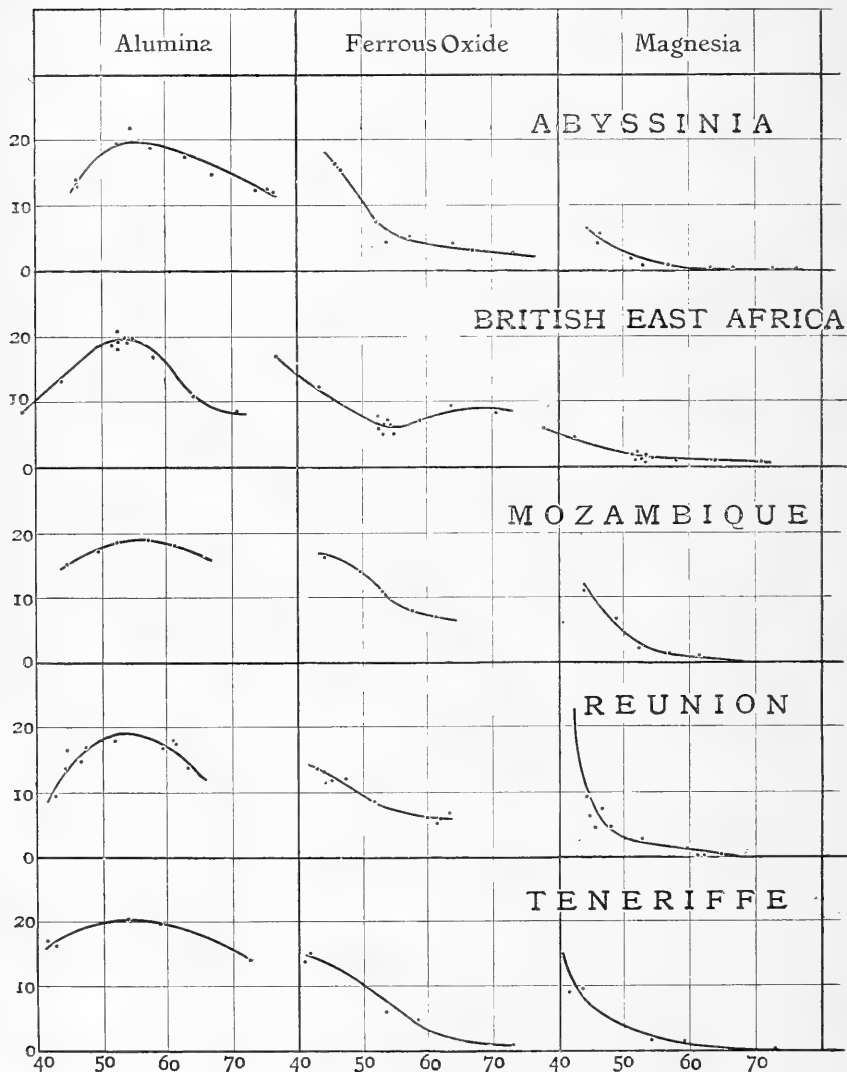 Alumina Ferrous Oxide Magnesia
ABYSSINIA
20
10
0
BRITISH EAST AFRICA
20
10
0
MOZAMBIQUE
20
10
0
REUNION
20
10
0
TENERIFFE
20
10
0
40 50 60 70 40 50 60 70 40 50 60 70